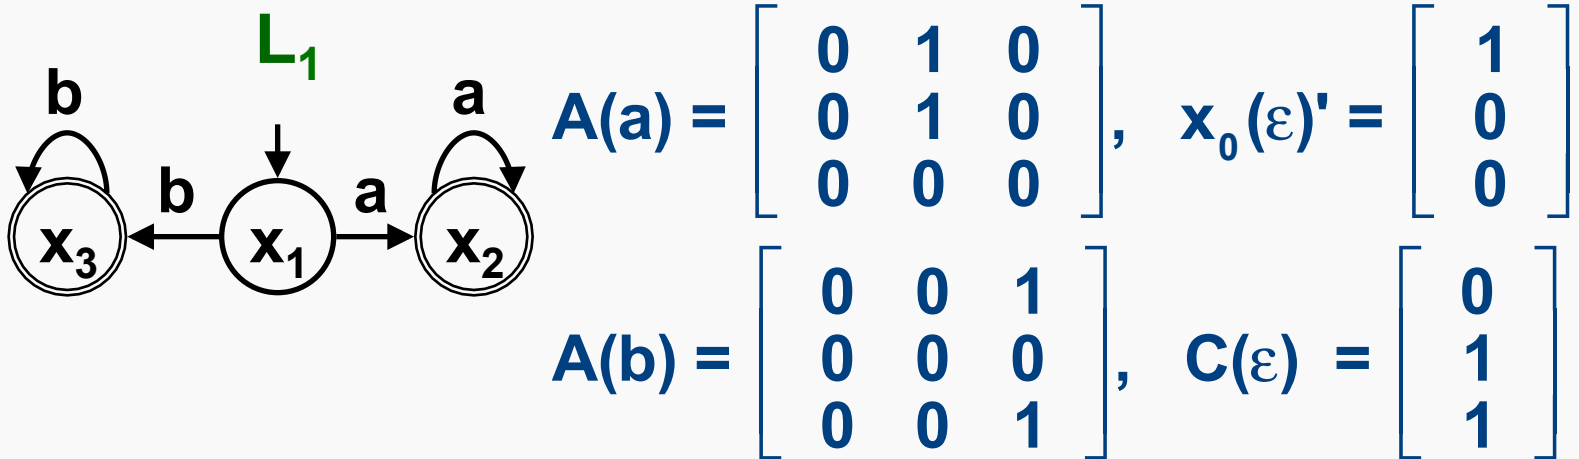 L1
b
a
b
a
x3
x1
x2
A(a) = [ 0 1 0
0 1 0
0 0 0 ] , x0(ε)' = [ 1
0
0 ]
A(b) = [ 0 0 1
0 0 0
0 0 1 ] , C(ε) = [ 0
1
1 ]